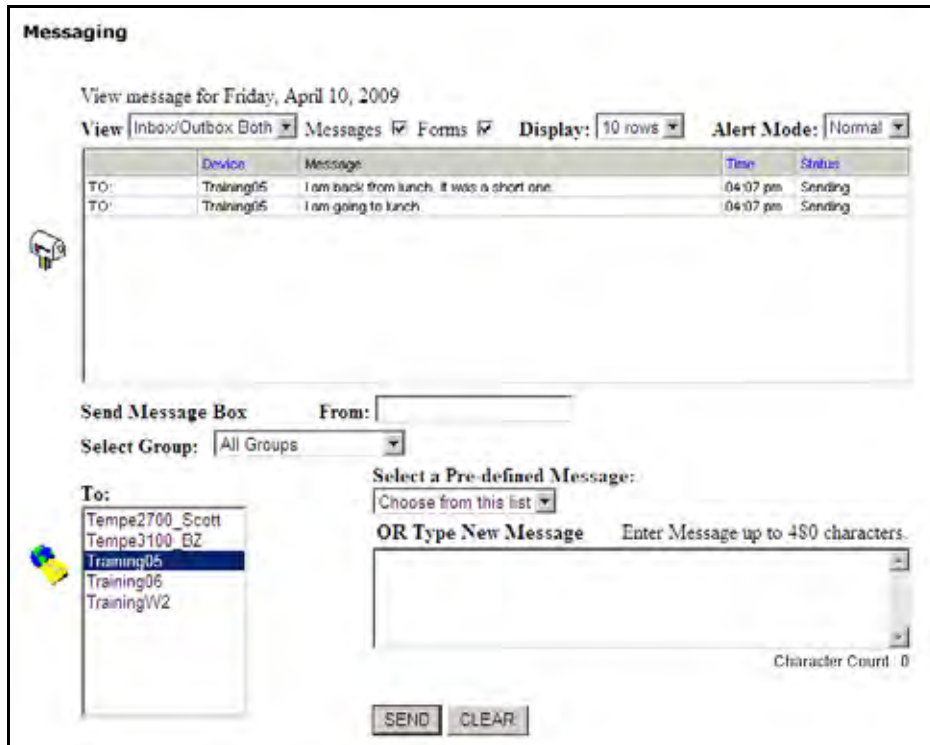 Messaging
View message for Friday, April 10, 2009
View Inbox/Outbox Both Messages Forms Display: 10 rows Alert Mode: Normal
Device Message Time Status
TO: Training05 I am back from lunch. It was a short one. 04:07 pm Sending
TO: Training05 I am going to lunch 04:07 pm Sending
Send Message Box From:
Select Group: All Groups
Select a Pre-defined Message:
To:
Choose from this list
Tempe2700_Scott
Tempe3100_BZ
Training05
Training06
TrainingW2
OR Type New Message Enter Message up to 480 characters.
Character Count 0
SEND CLEAR